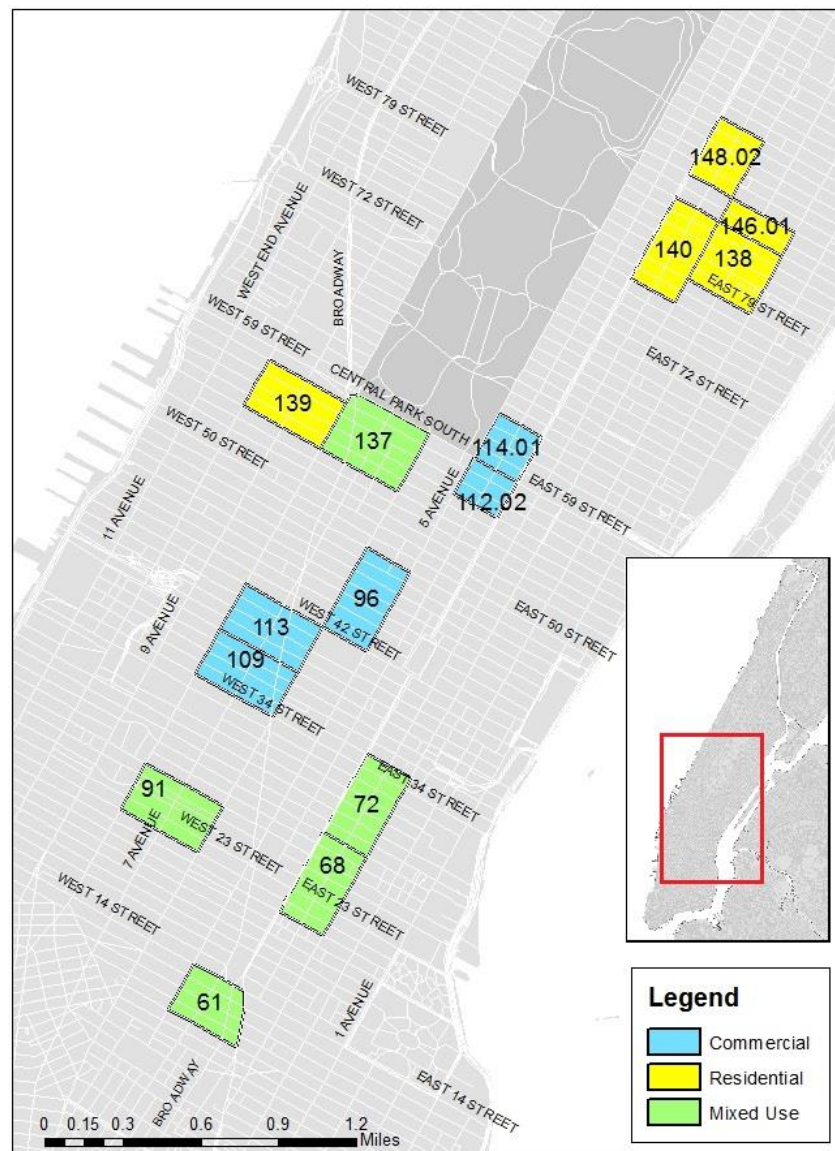 WEST 79 STREET
148.02
WEST 72 STREET
146.01
WEST END AVENUE
140
138
BROADWAY
EAST 79 STREET
WEST 59 STREET
EAST 72 STREET
CENTRAL PARK SOUTH
139
137
WEST 50 STREET
114.01
5 AVENUE
112.02
EAST 59 STREET
11 AVENUE
96
EAST 50 STREET
9 AVENUE
113
WEST 42 STREET
109
WEST 34 STREET
91
EAST 34 STREET
72
7 AVENUE
WEST 23 STREET
68
EAST 23 STREET
WEST 14 STREET
61
1 AVENUE
BROADWAY
EAST 14 STREET
Legend
Commercial
Residential
Mixed Use
0 0.15 0.3 0.6 0.9 1.2
Miles